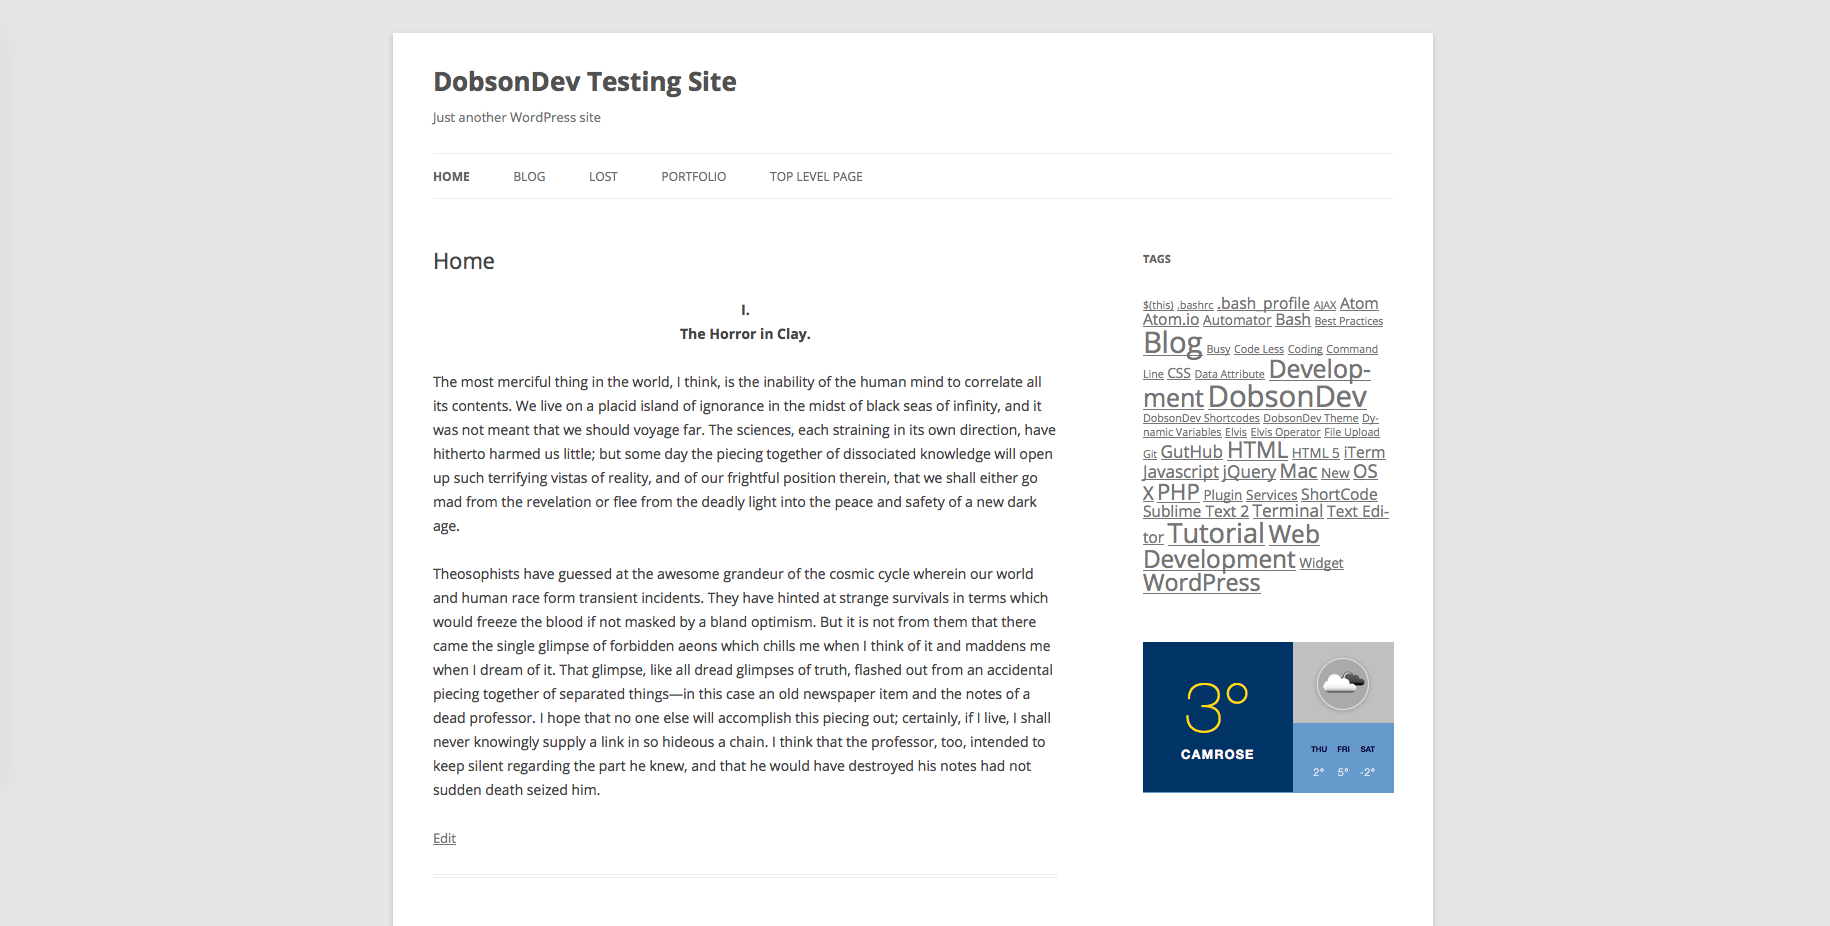 DobsonDev Testing Site
Just another WordPress site
HOME BLOG LOST PORTFOLIO TOP LEVEL PAGE
Home
I.
The Horror in Clay.
The most merciful thing in the world, I think, is the inability of the human mind to correlate all
its contents. We live on a placid island of ignorance in the midst of black seas of infinity, and it
was not meant that we should voyage far. The sciences, each straining in its own direction, have
hitherto harmed us little; but some day the piecing together of dissociated knowledge will open
up such terrifying vistas of reality, and of our frightful position therein, that we shall either go
mad from the revelation or flee from the deadly light into the peace and safety of a new dark
age.
Theosophists have guessed at the awesome grandeur of the cosmic cycle wherein our world
and human race form transient incidents. They have hinted at strange survivals in terms which
would freeze the blood if not masked by a bland optimism. But it is not from them that there
came the single glimpse of forbidden aeons which chills me when I think of it and maddens me
when I dream of it. That glimpse, like all dread glimpses of truth, flashed out from an accidental
piecing together of separated things—in this case an old newspaper item and the notes of a
dead professor. I hope that no one else will accomplish this piecing out; certainly, if I live, I shall
never knowingly supply a link in so hideous a chain. I think that the professor, too, intended to
keep silent regarding the part he knew, and that he would have destroyed his notes had not
sudden death seized him.
Edit
TAGS
$(this) .bashrc .bash_profile AJAX Atom
Atom.io Automator Bash Best Practices
Blog Busy Code Less Coding Command
Line CSS Data Attribute Develop-
ment DobsonDev
DobsonDev Shortcodes DobsonDev Theme Dy-
namic Variables Elvis Elvis Operator File Upload
Git GutHub HTML HTML 5 iTerm
Javascript jQuery Mac New OS
X PHP Plugin Services ShortCode
Sublime Text 2 Terminal Text Edi-
tor Tutorial Web
Development Widget
WordPress
3°
CAMROSE
THU FRI SAT
2° 5° -2°